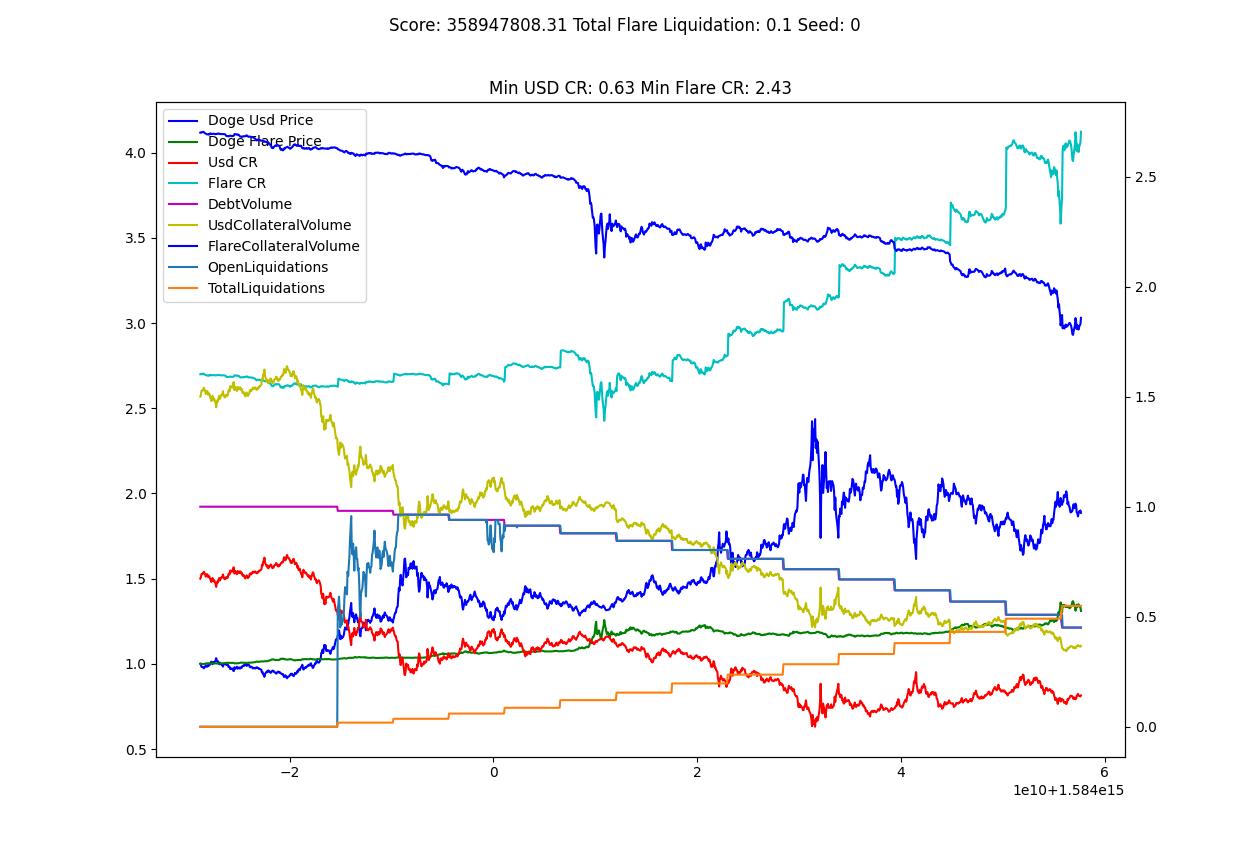 Score: 358947808.31 Total Flare Liquidation: 0.1 Seed: 0
Min USD CR: 0.63 Min Flare CR: 2.43
Doge Usd Price
Doge Flare Price
Usd CR
Flare CR
DebtVolume
UsdCollateralVolume
FlareCollateralVolume
OpenLiquidations
TotalLiquidations
4.0
3.5
3.0
2.5
2.0
1.5
1.0
0.5
2.5
2.0
1.5
1.0
0.5
0.0
−2 0 2 4 6
1e10+1.584e15